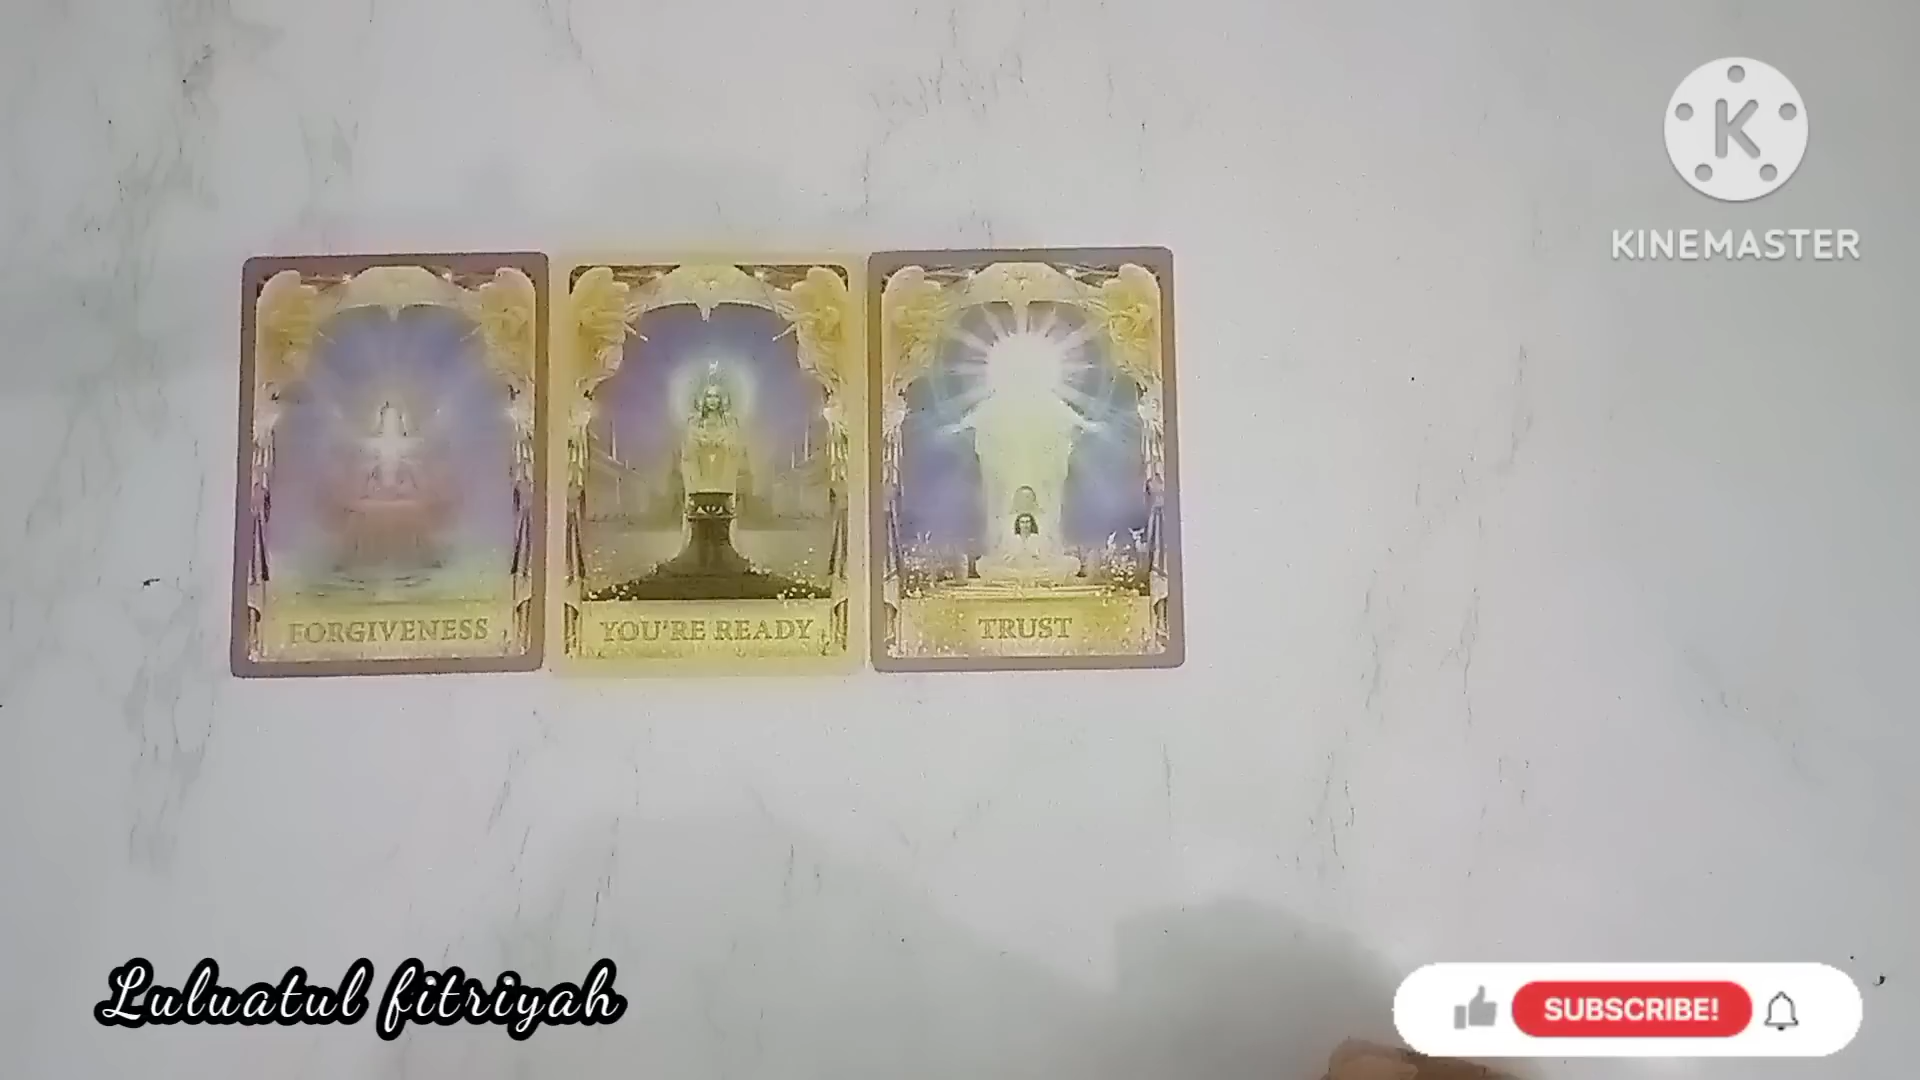 K
KINEMASTER
FORGIVENESS
YOU'RE READY
TRUST
Luluatul fitriyah
SUBSCRIBE!